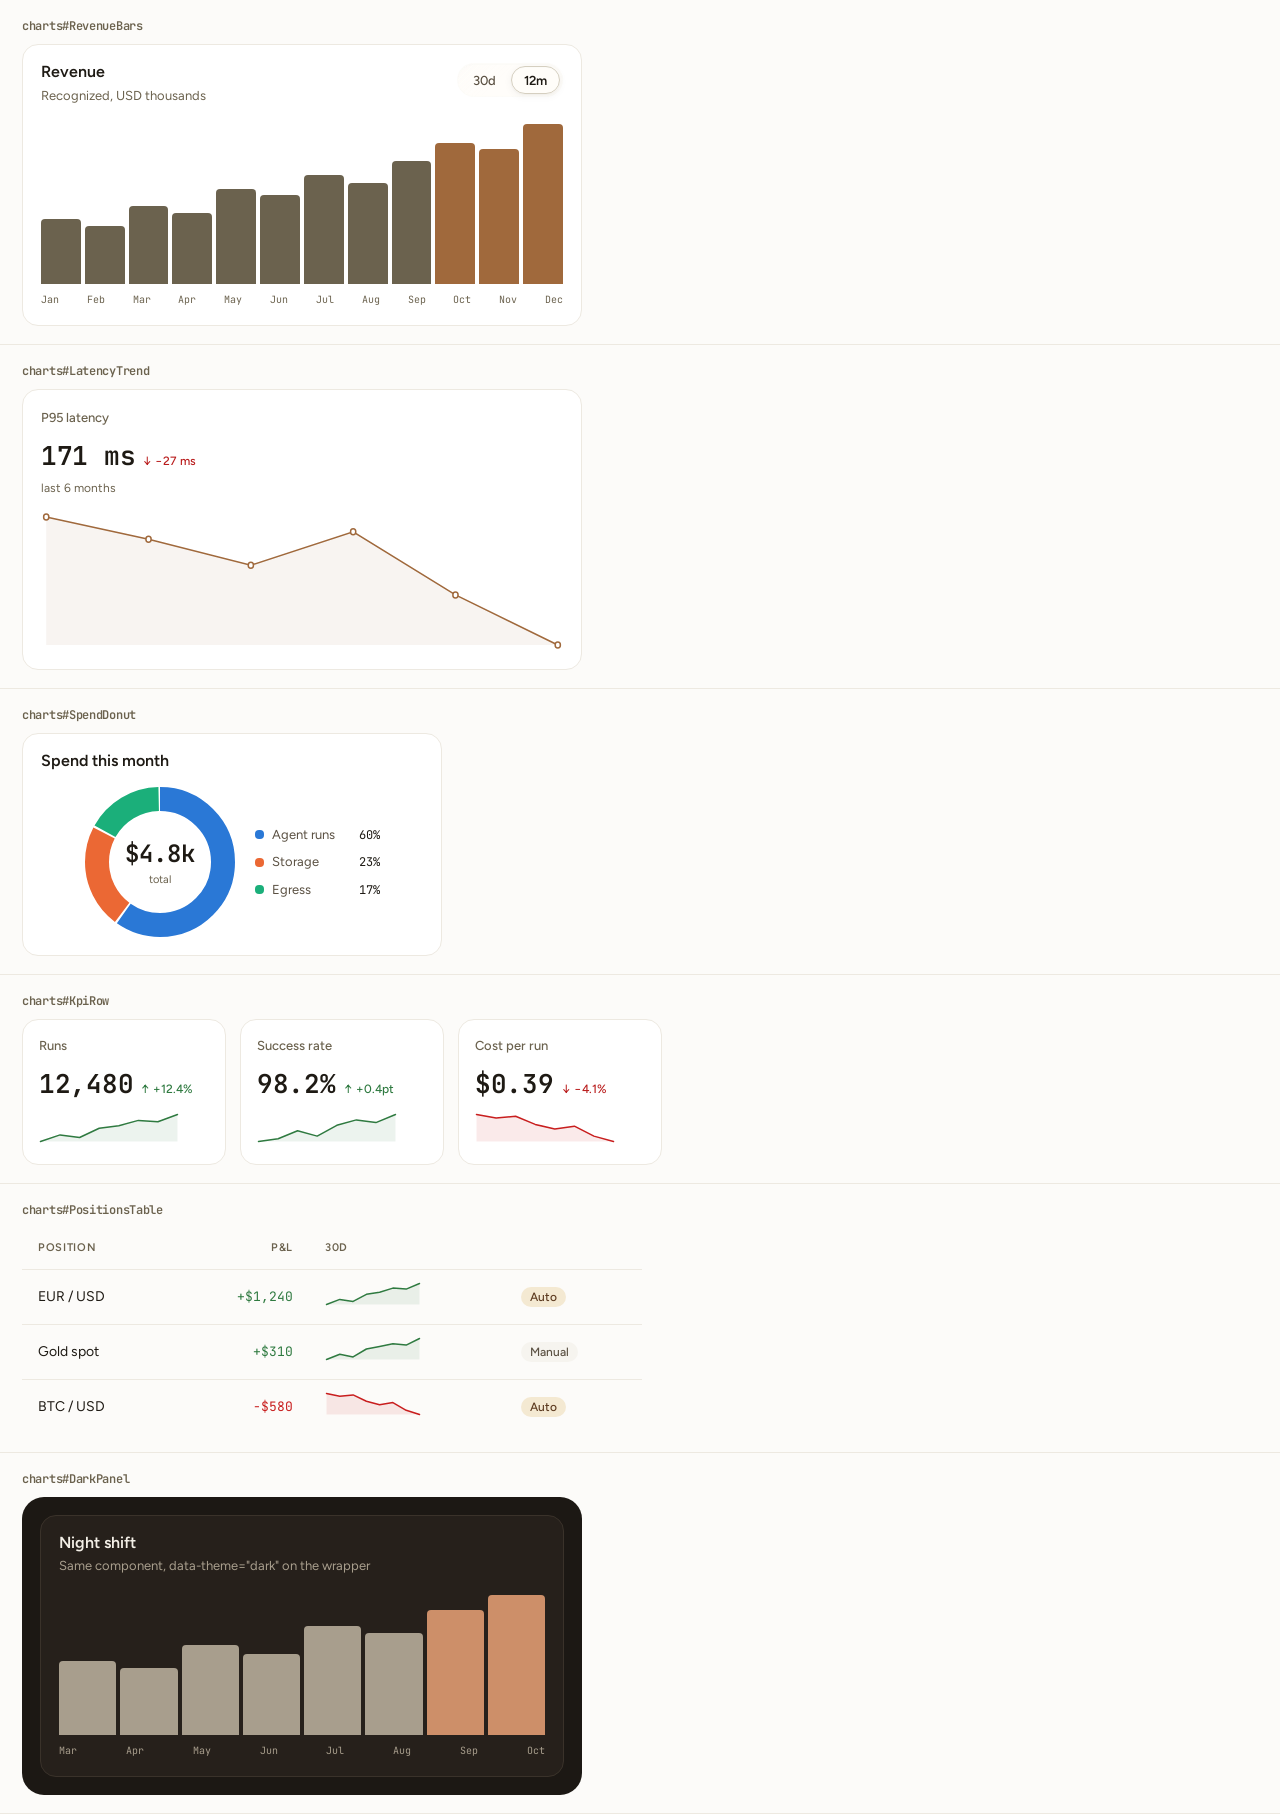 charts#RevenueBars
Revenue
30d 12m
Recognized, USD thousands
Jan Feb Mar Apr May Jun Jul Aug Sep Oct Nov Dec
charts#LatencyTrend
P95 latency
171 ms ↓ -27 ms
last 6 months
charts#SpendDonut
Spend this month
$4.8k
total
Agent runs 60%
Storage 23%
Egress 17%
charts#KpiRow
Runs
12,480 ↑ +12.4%
Success rate
98.2% ↑ +0.4pt
Cost per run
$0.39 ↓ -4.1%
charts#PositionsTable
POSITION P&L 30D
EUR / USD +$1,240 Auto
Gold spot +$310 Manual
BTC / USD -$580 Auto
charts#DarkPanel
Night shift
Same component, data-theme="dark" on the wrapper
Mar Apr May Jun Jul Aug Sep Oct